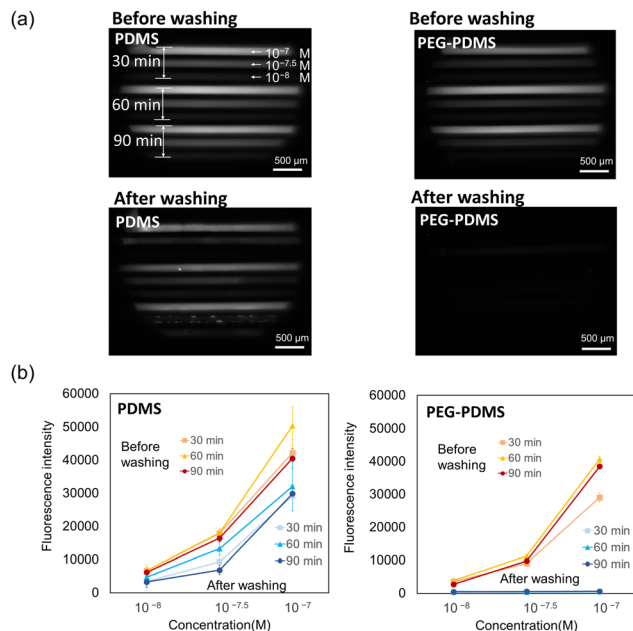 (a)
Before washing
PDMS
30 min
10⁻⁷ M
10⁻⁷·⁵ M
10⁻⁸ M
60 min
90 min
500 µm
Before washing
PEG-PDMS
500 µm
After washing
PDMS
500 µm
After washing
PEG-PDMS
500 µm
(b)
60000
50000
40000
30000
20000
10000
0
Fluorescence intensity
PDMS
Before
washing
30 min
60 min
90 min
30 min
60 min
90 min
After washing
10⁻⁸
10⁻⁷·⁵
10⁻⁷
Concentration(M)
60000
50000
40000
30000
20000
10000
0
Fluorescence intensity
PEG-PDMS
Before
washing
30 min
60 min
90 min
After washing
30 min
60 min
90 min
10⁻⁸
10⁻⁷·⁵
10⁻⁷
Concentration(M)